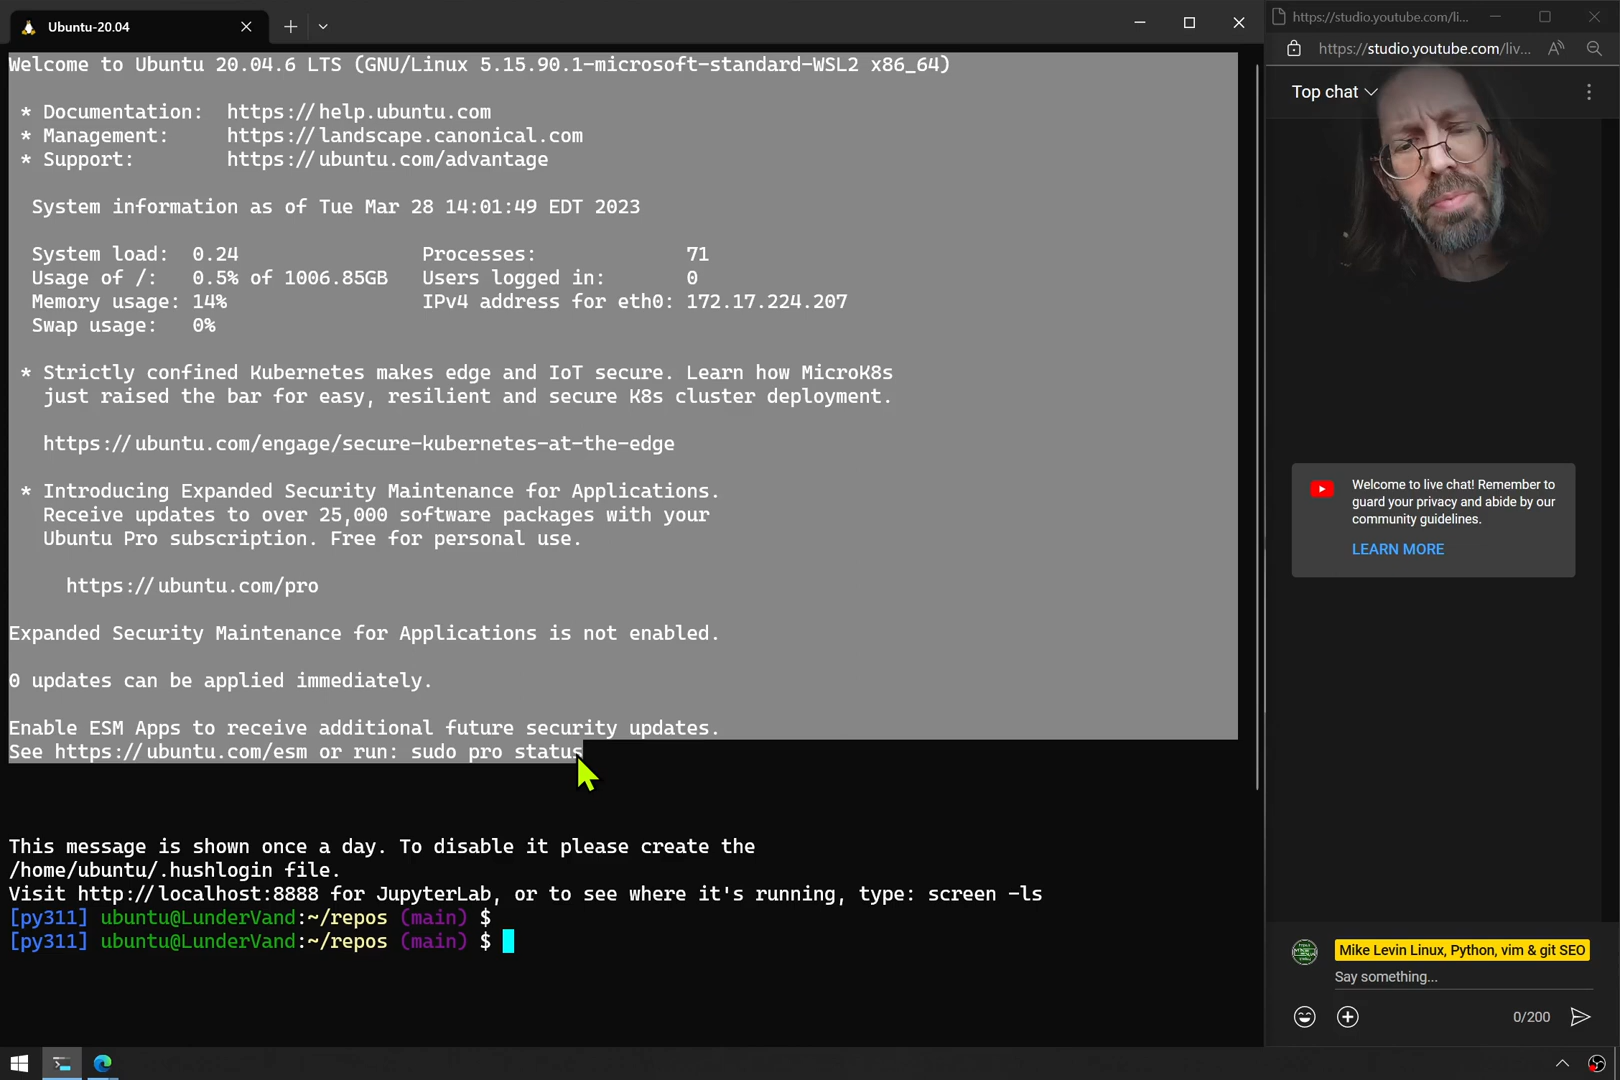 Ubuntu-20.04
Welcome to Ubuntu 20.04.6 LTS (GNU/Linux 5.15.90.1-microsoft-standard-WSL2 x86_64)
* Documentation:  https://help.ubuntu.com
* Management:     https://landscape.canonical.com
* Support:        https://ubuntu.com/advantage
System information as of Tue Mar 28 14:01:49 EDT 2023
System load:  0.24                Processes:             71
Usage of /:   0.5% of 1006.85GB   Users logged in:       0
Memory usage: 14%                 IPv4 address for eth0: 172.17.224.207
Swap usage:   0%
* Strictly confined Kubernetes makes edge and IoT secure. Learn how MicroK8s
just raised the bar for easy, resilient and secure K8s cluster deployment.
https://ubuntu.com/engage/secure-kubernetes-at-the-edge
* Introducing Expanded Security Maintenance for Applications.
Receive updates to over 25,000 software packages with your
Ubuntu Pro subscription. Free for personal use.
https://ubuntu.com/pro
Expanded Security Maintenance for Applications is not enabled.
0 updates can be applied immediately.
Enable ESM Apps to receive additional future security updates.
See https://ubuntu.com/esm or run: sudo pro status
This message is shown once a day. To disable it please create the
/home/ubuntu/.hushlogin file.
Visit http://localhost:8888 for JupyterLab, or to see where it's running, type: screen -ls
[py311] ubuntu@LunderVand:~/repos (main) $
[py311] ubuntu@LunderVand:~/repos (main) $
https://studio.youtube.com/li...
https://studio.youtube.com/liv...
Top chat
Welcome to live chat! Remember to
guard your privacy and abide by our
community guidelines.
LEARN MORE
Mike Levin Linux, Python, vim & git SEO
Say something...
0/200